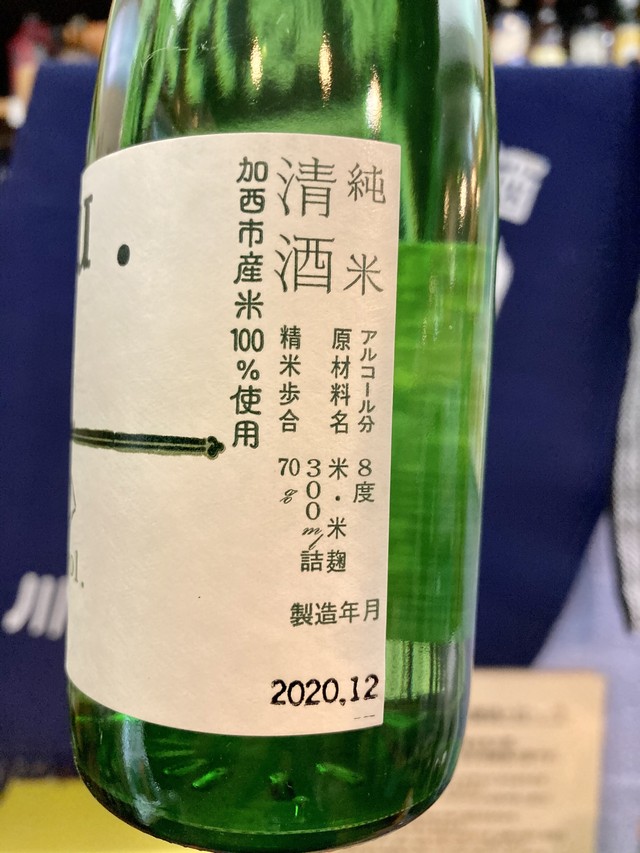 純米
清酒
加西市産米100%使用
アルコール分 8度
原材料名 米・米麹
300ml詰
精米歩合 70%
製造年月
2020.12